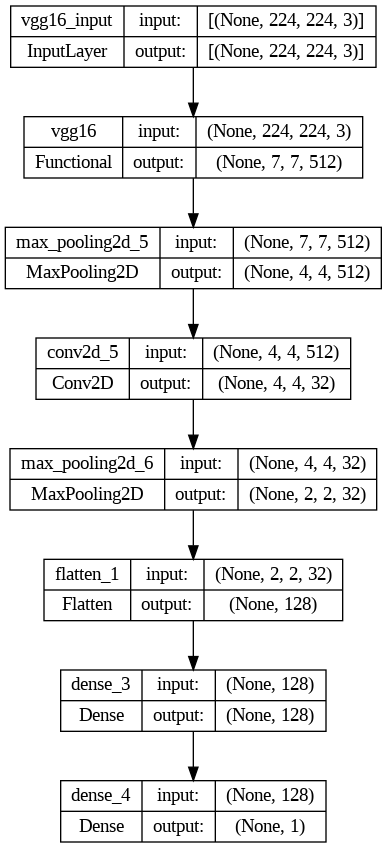 vgg16_input input: [(None, 224, 224, 3)]
InputLayer output: [(None, 224, 224, 3)]
vgg16 input: (None, 224, 224, 3)
Functional output: (None, 7, 7, 512)
max_pooling2d_5 input: (None, 7, 7, 512)
MaxPooling2D output: (None, 4, 4, 512)
conv2d_5 input: (None, 4, 4, 512)
Conv2D output: (None, 4, 4, 32)
max_pooling2d_6 input: (None, 4, 4, 32)
MaxPooling2D output: (None, 2, 2, 32)
flatten_1 input: (None, 2, 2, 32)
Flatten output: (None, 128)
dense_3 input: (None, 128)
Dense output: (None, 128)
dense_4 input: (None, 128)
Dense output: (None, 1)